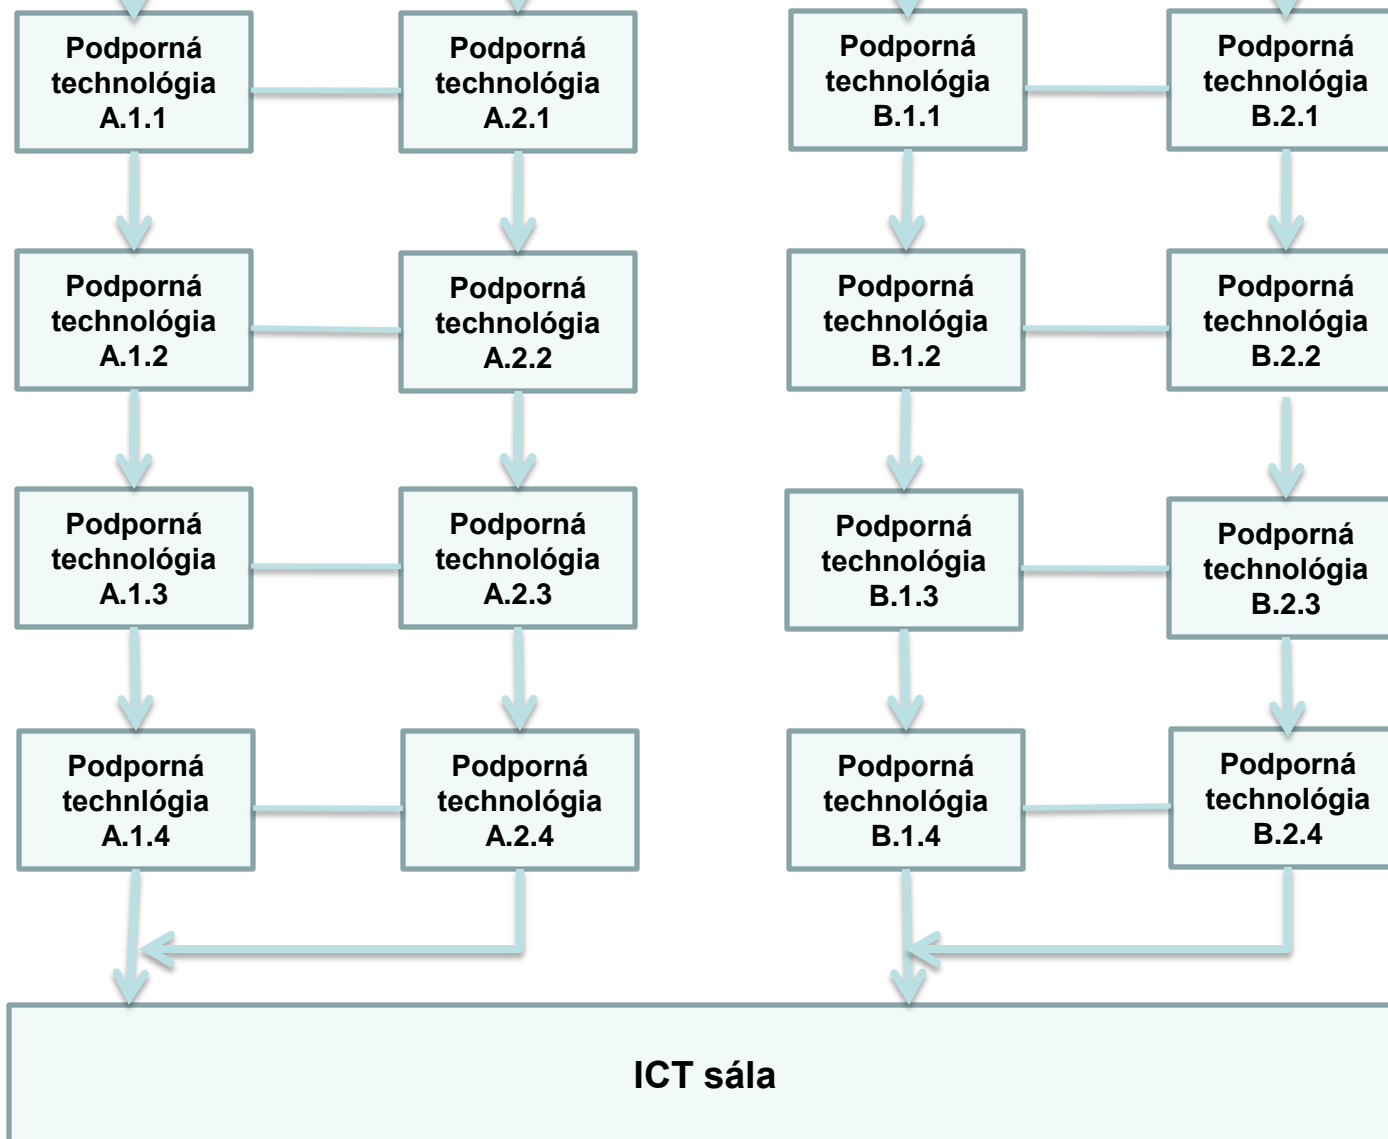 Podporná
technológia
A.1.1
Podporná
technológia
A.2.1
Podporná
technológia
B.1.1
Podporná
technológia
B.2.1
Podporná
technológia
A.1.2
Podporná
technológia
A.2.2
Podporná
technológia
B.1.2
Podporná
technológia
B.2.2
Podporná
technológia
A.1.3
Podporná
technológia
A.2.3
Podporná
technológia
B.1.3
Podporná
technológia
B.2.3
Podporná
technlógia
A.1.4
Podporná
technológia
A.2.4
Podporná
technológia
B.1.4
Podporná
technológia
B.2.4
ICT sála